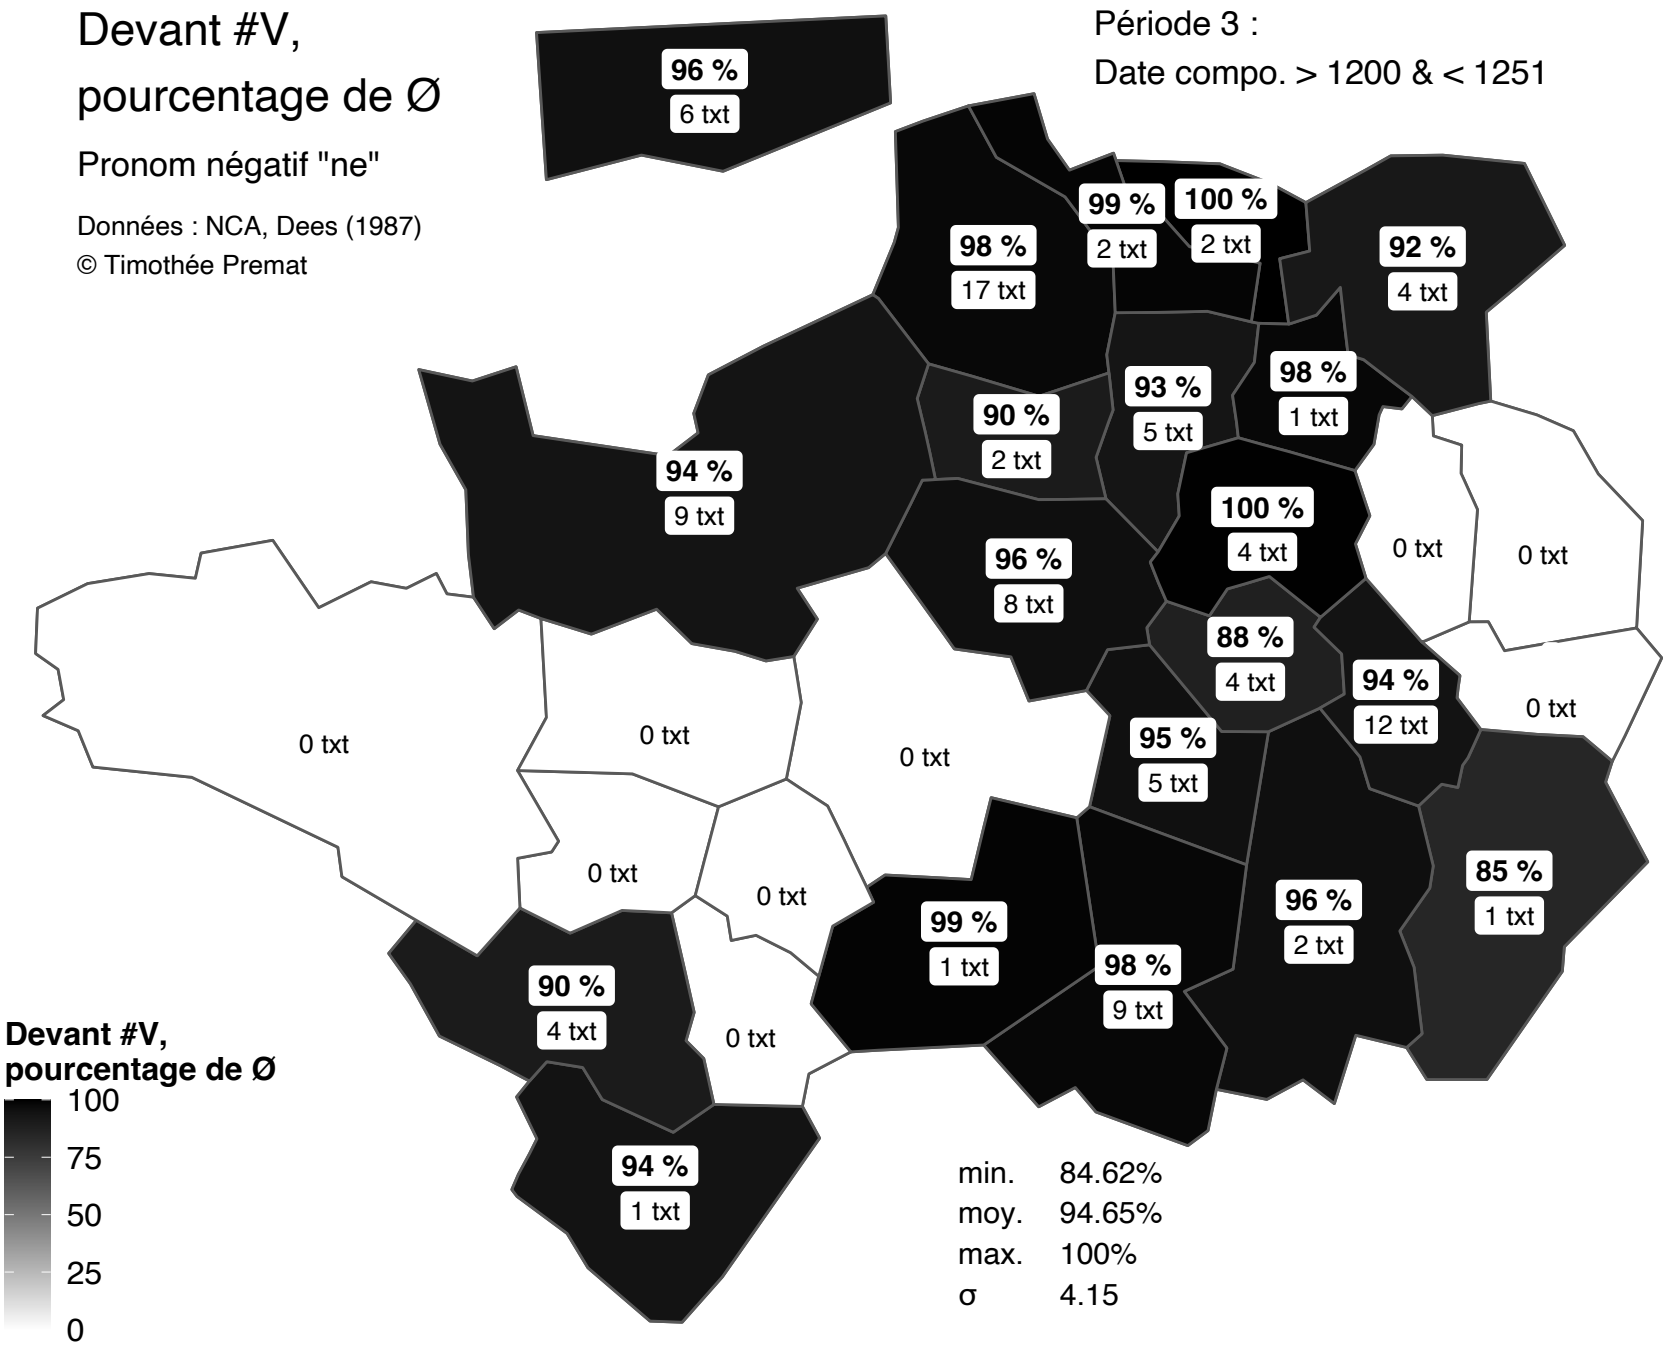 Devant #V,
pourcentage de Ø
Pronom négatif "ne"
Données : NCA, Dees (1987)
© Timothée Premat
Période 3 :
Date compo. > 1200 & < 1251
96 %
6 txt
99 %
2 txt
100 %
2 txt
98 %
17 txt
92 %
4 txt
98 %
1 txt
93 %
5 txt
90 %
2 txt
94 %
9 txt
100 %
4 txt
0 txt
0 txt
96 %
8 txt
88 %
4 txt
94 %
12 txt
0 txt
0 txt
0 txt
0 txt
95 %
5 txt
0 txt
0 txt
85 %
1 txt
96 %
2 txt
99 %
1 txt
98 %
9 txt
90 %
4 txt
0 txt
94 %
1 txt
Devant #V,
pourcentage de Ø
100
75
50
25
0
min. 84.62%
moy. 94.65%
max. 100%
σ 4.15